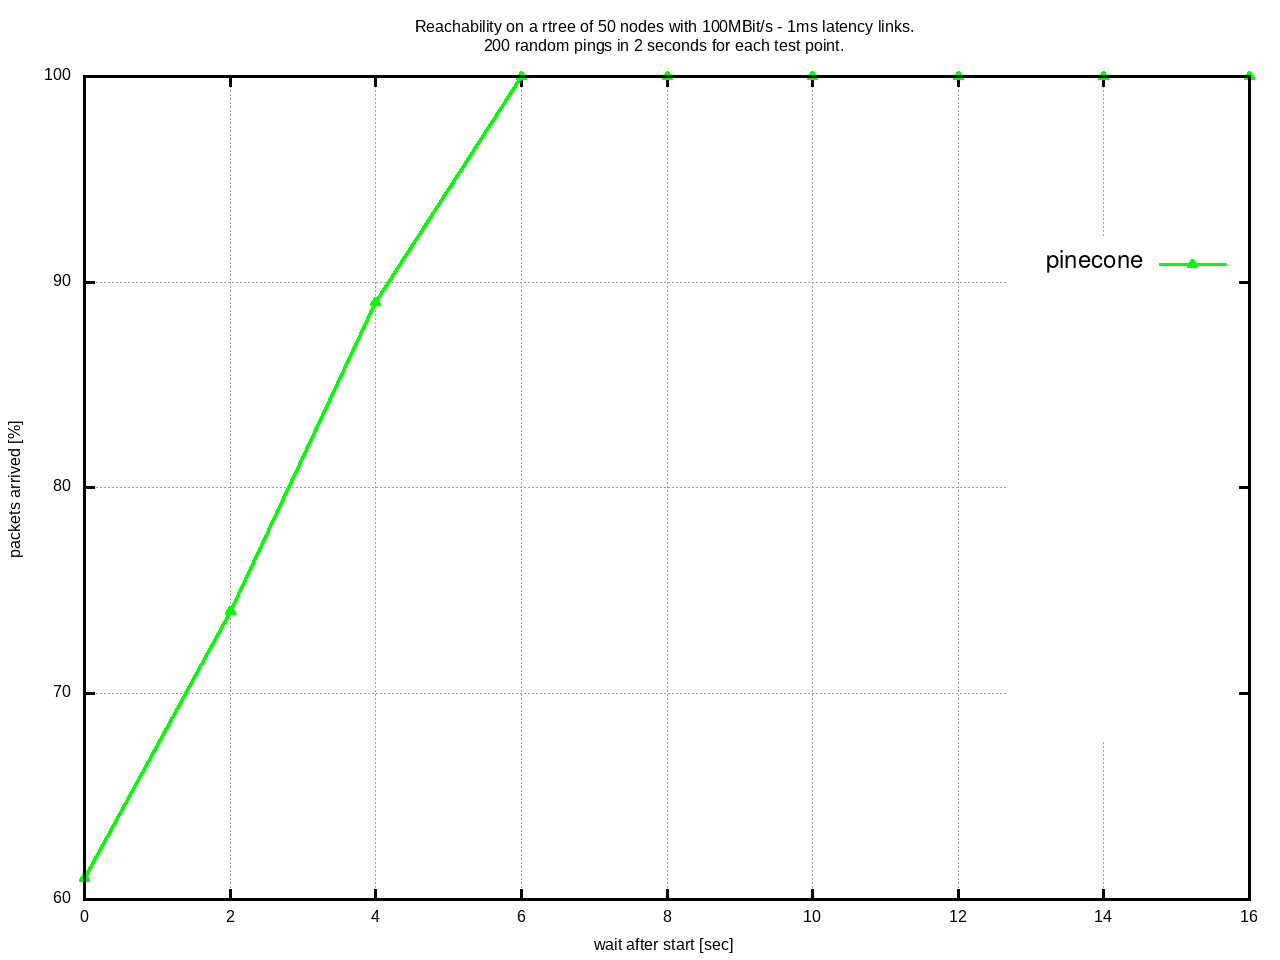 Reachability on a rtree of 50 nodes with 100MBit/s - 1ms latency links.
200 random pings in 2 seconds for each test point.
100
90
80
70
60
packets arrived [%]
pinecone
0 2 4 6 8 10 12 14 16
wait after start [sec]